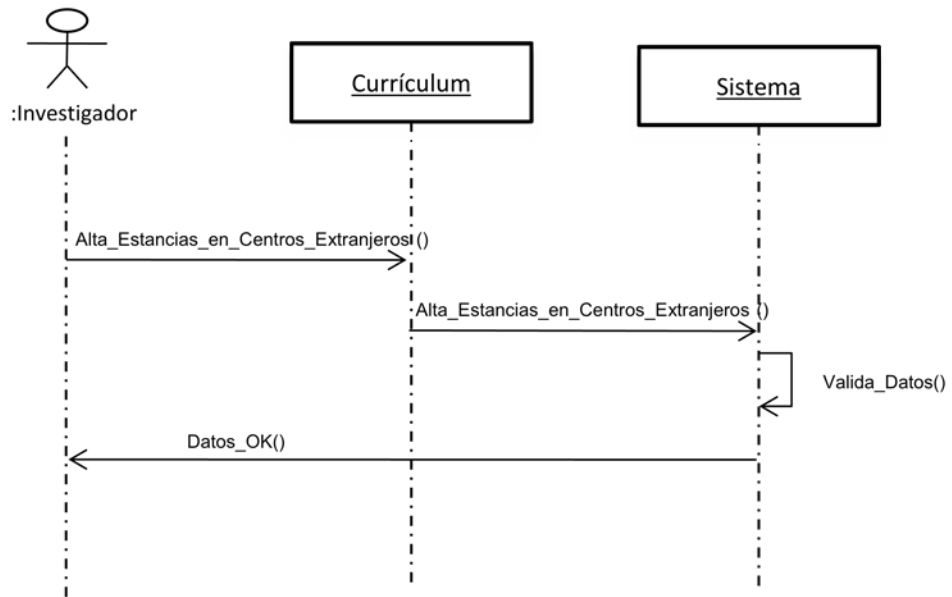 :Investigador
Currículum
Sistema
Alta_Estancias_en_Centros_Extranjeros ()
Alta_Estancias_en_Centros_Extranjeros ()
Valida_Datos()
Datos_OK()